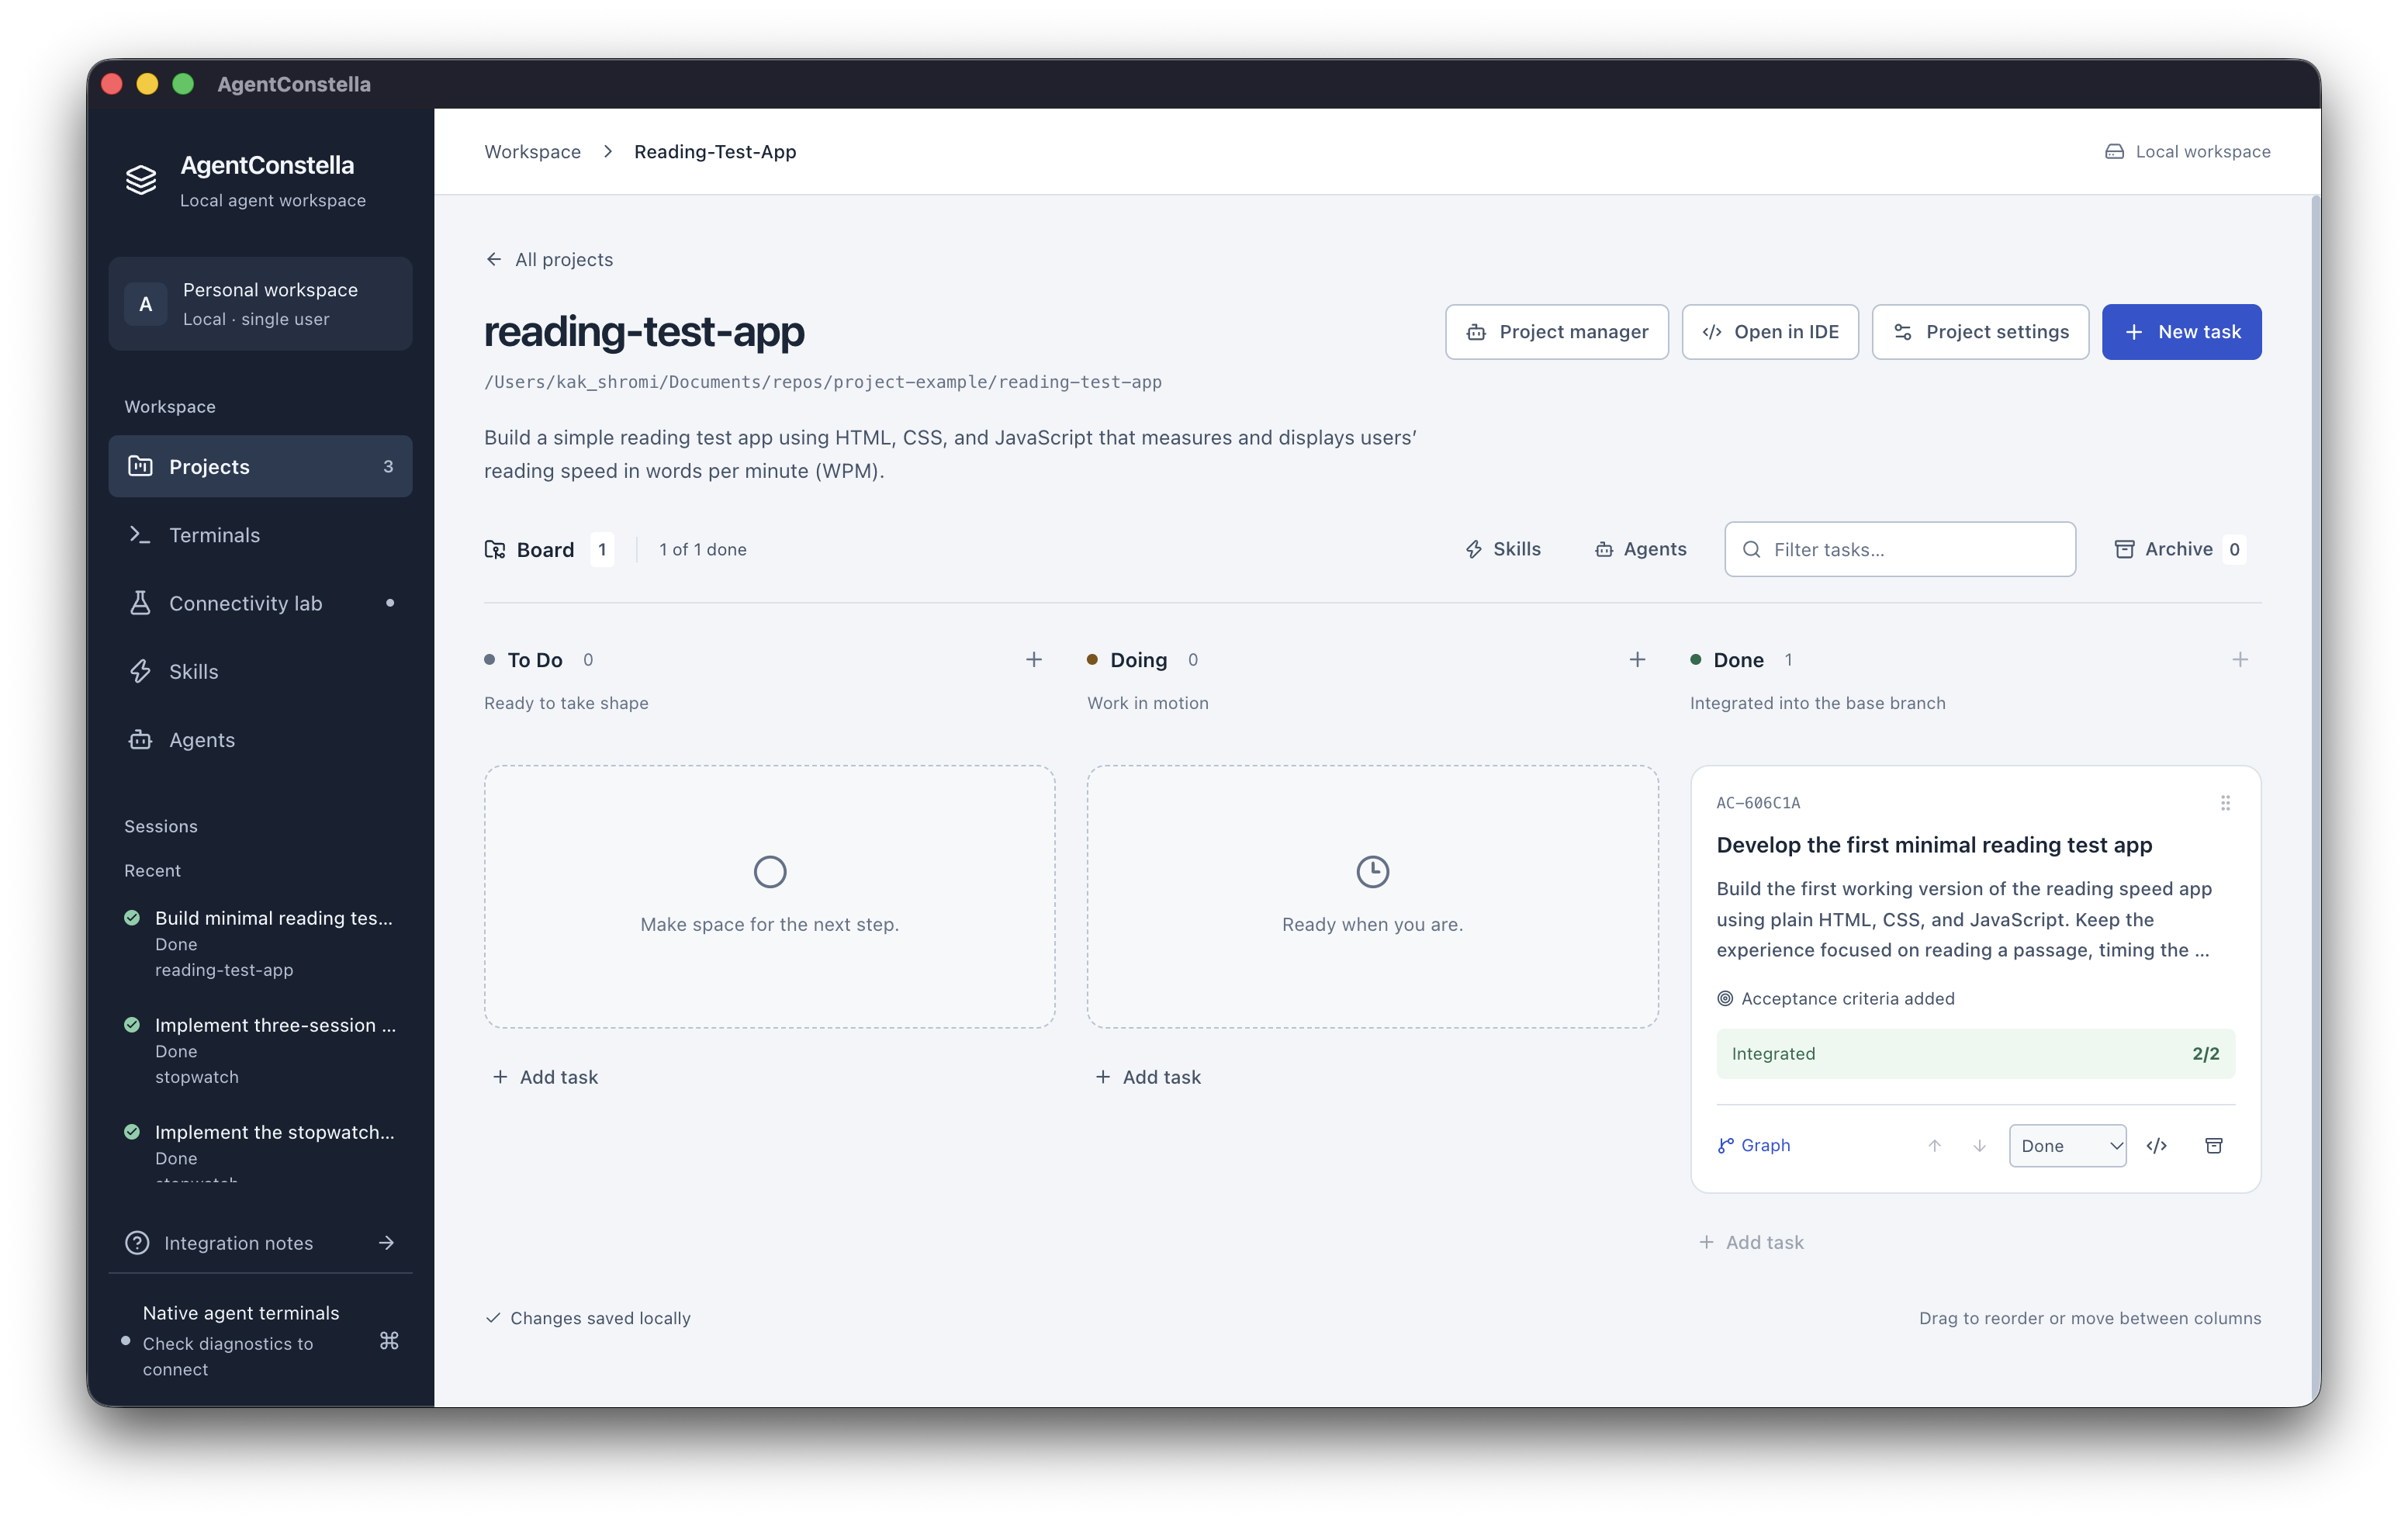 AgentConstella
AgentConstella
Local agent workspace
A
Personal workspace
Local · single user
Workspace
Projects 3
Terminals
Connectivity lab
Skills
Agents
Sessions
Recent
Build minimal reading tes...
Done
reading-test-app
Implement three-session ...
Done
stopwatch
Implement the stopwatch...
Done
Integration notes
Native agent terminals
Check diagnostics to
connect
Workspace > Reading-Test-App
Local workspace
All projects
reading-test-app
Project manager
Open in IDE
Project settings
New task
/Users/kak_shromi/Documents/repos/project-example/reading-test-app
Build a simple reading test app using HTML, CSS, and JavaScript that measures and displays users’
reading speed in words per minute (WPM).
Board 1
1 of 1 done
Skills
Agents
Filter tasks...
Archive 0
To Do 0
Ready to take shape
Make space for the next step.
+ Add task
Doing 0
Work in motion
Ready when you are.
+ Add task
Done 1
Integrated into the base branch
AC-606C1A
Develop the first minimal reading test app
Build the first working version of the reading speed app
using plain HTML, CSS, and JavaScript. Keep the
experience focused on reading a passage, timing the ...
Acceptance criteria added
Integrated 2/2
Graph
Done
+ Add task
Changes saved locally
Drag to reorder or move between columns